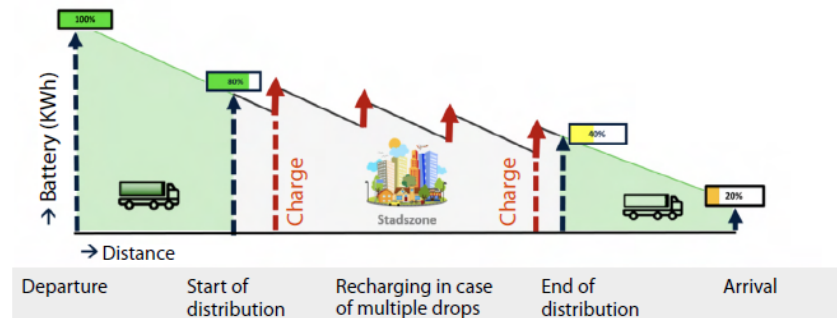 100%
80%
40%
20%
→ Battery (KWh)
Charge
Charge
Stadszone
→ Distance
Departure
Start of
distribution
Recharging in case
of multiple drops
End of
distribution
Arrival